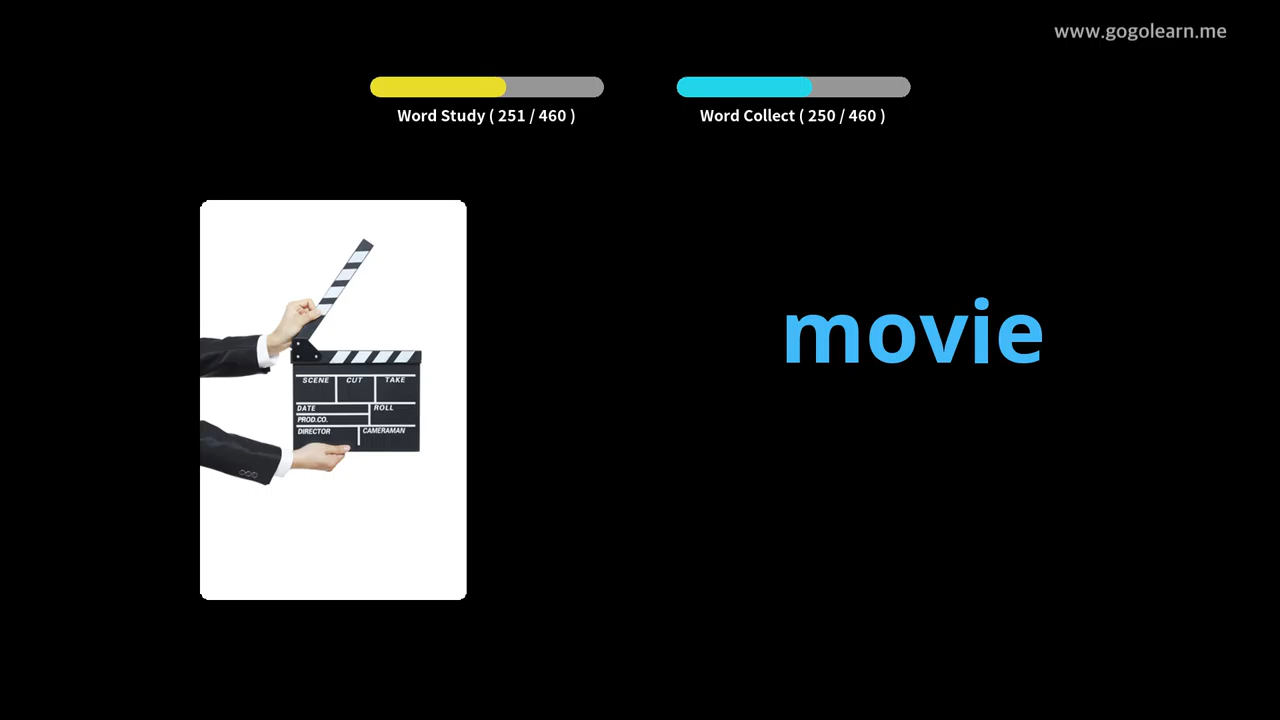 www.gogolearn.me
Word Study ( 251 / 460 )
Word Collect ( 250 / 460 )
movie
SCENE CUT TAKE
DATE ROLL
PROD.CO.
DIRECTOR CAMERAMAN